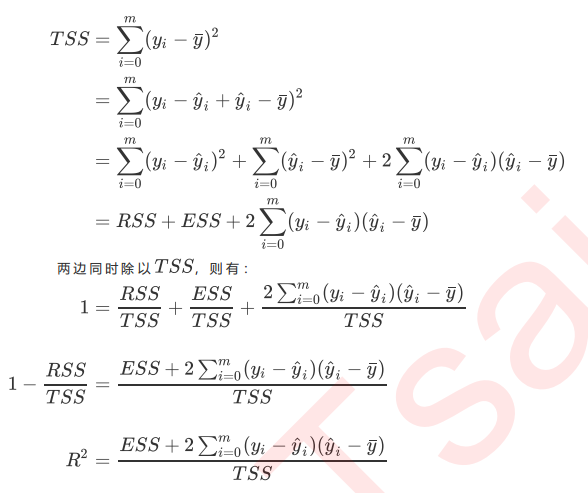 TSS = \sum_{i=0}^{m}(y_i - \bar{y})^2
= \sum_{i=0}^{m}(y_i - \hat{y}_i + \hat{y}_i - \bar{y})^2
= \sum_{i=0}^{m}(y_i - \hat{y}_i)^2 + \sum_{i=0}^{m}(\hat{y}_i - \bar{y})^2 + 2\sum_{i=0}^{m}(y_i - \hat{y}_i)(\hat{y}_i - \bar{y})
= RSS + ESS + 2\sum_{i=0}^{m}(y_i - \hat{y}_i)(\hat{y}_i - \bar{y})
两边同时除以TSS，则有：
1 = \frac{RSS}{TSS} + \frac{ESS}{TSS} + \frac{2\sum_{i=0}^{m}(y_i - \hat{y}_i)(\hat{y}_i - \bar{y})}{TSS}
1 - \frac{RSS}{TSS} = \frac{ESS + 2\sum_{i=0}^{m}(y_i - \hat{y}_i)(\hat{y}_i - \bar{y})}{TSS}
R^2 = \frac{ESS + 2\sum_{i=0}^{m}(y_i - \hat{y}_i)(\hat{y}_i - \bar{y})}{TSS}
Tsai